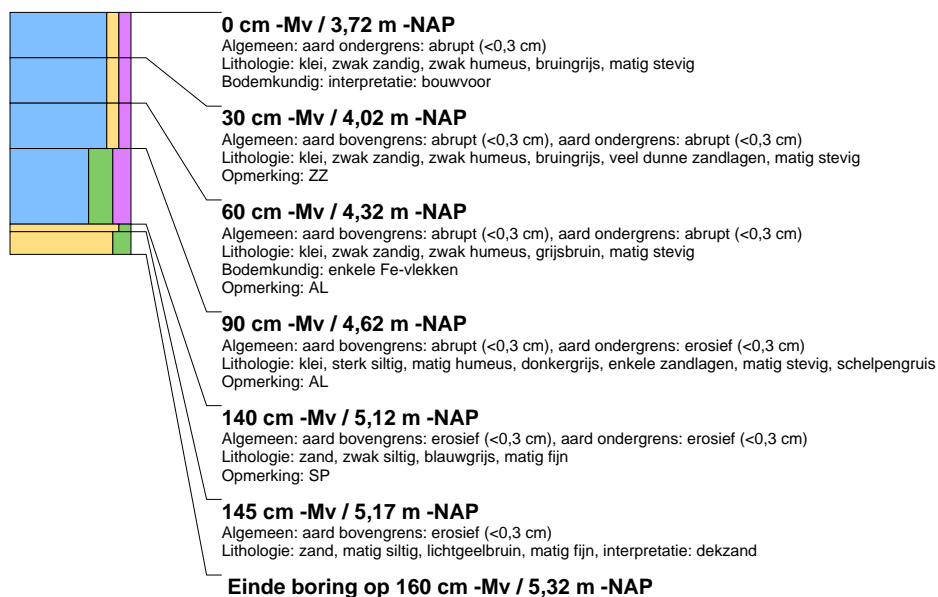 0 cm -Mv / 3,72 m -NAP
Algemeen: aard ondergrens: abrupt (<0,3 cm)
Lithologie: klei, zwak zandig, zwak humeus, bruingrijs, matig stevig
Bodemkundig: interpretatie: bouwvoor
30 cm -Mv / 4,02 m -NAP
Algemeen: aard bovengrens: abrupt (<0,3 cm), aard ondergrens: abrupt (<0,3 cm)
Lithologie: klei, zwak zandig, zwak humeus, bruingrijs, veel dunne zandlagen, matig stevig
Opmerking: ZZ
60 cm -Mv / 4,32 m -NAP
Algemeen: aard bovengrens: abrupt (<0,3 cm), aard ondergrens: abrupt (<0,3 cm)
Lithologie: klei, zwak zandig, zwak humeus, grijsbruin, matig stevig
Bodemkundig: enkele Fe-vlekken
Opmerking: AL
90 cm -Mv / 4,62 m -NAP
Algemeen: aard bovengrens: abrupt (<0,3 cm), aard ondergrens: erosief (<0,3 cm)
Lithologie: klei, sterk siltig, matig humeus, donkergrijs, enkele zandlagen, matig stevig, schelpengruis
Opmerking: AL
140 cm -Mv / 5,12 m -NAP
Algemeen: aard bovengrens: erosief (<0,3 cm), aard ondergrens: erosief (<0,3 cm)
Lithologie: zand, zwak siltig, blauwgrijs, matig fijn
Opmerking: SP
145 cm -Mv / 5,17 m -NAP
Algemeen: aard bovengrens: erosief (<0,3 cm)
Lithologie: zand, matig siltig, lichtgeelbruin, matig fijn, interpretatie: dekzand
Einde boring op 160 cm -Mv / 5,32 m -NAP